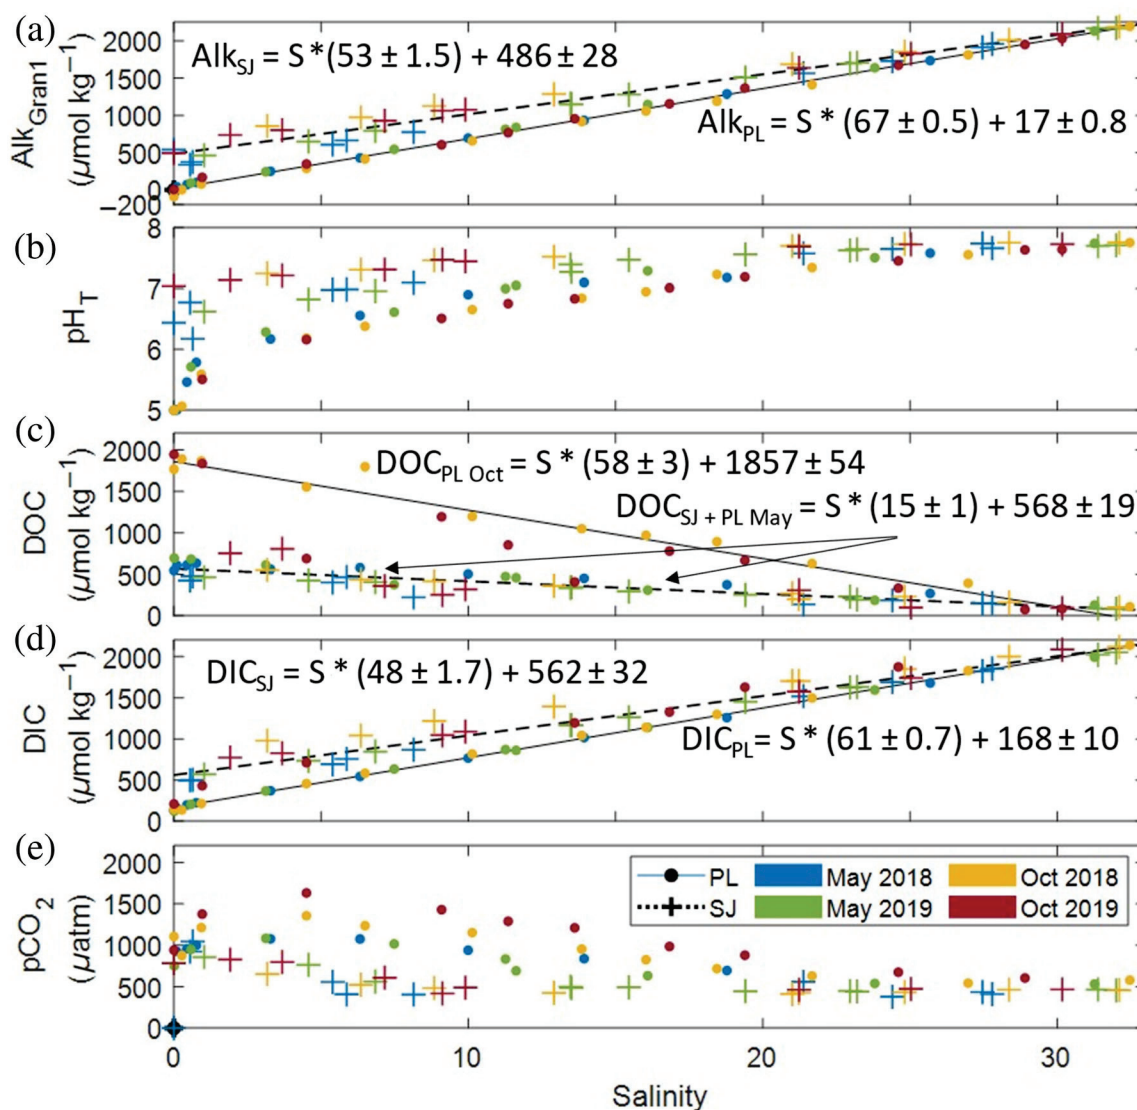 (a)
Alk_Gran1
(μmol kg⁻¹)
2000
1500
1000
500
0
−200
Alk_SJ = S*(53 ± 1.5) + 486 ± 28
Alk_PL = S* (67 ± 0.5) + 17 ± 0.8
(b)
pH_T
8
7
6
5
(c)
DOC
(μmol kg⁻¹)
2000
1500
1000
500
0
DOC_PL Oct = S * (58 ± 3) + 1857 ± 54
DOC_SJ + PL May = S * (15 ± 1) + 568 ± 19
(d)
DIC
(μmol kg⁻¹)
2000
1500
1000
500
0
DIC_SJ = S * (48 ± 1.7) + 562 ± 32
DIC_PL = S * (61 ± 0.7) + 168 ± 10
(e)
pCO₂
(μatm)
2000
1500
1000
500
0
PL May 2018 Oct 2018
SJ May 2019 Oct 2019
0 10 20 30
Salinity